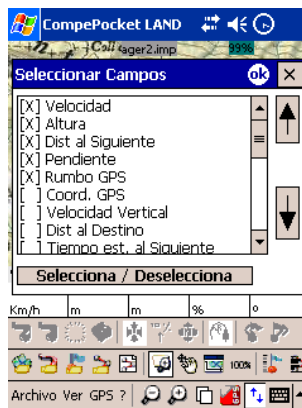 CompePocket LAND
Call
ager2.imp
99%
Seleccionar Campos
ok
[X] Velocidad
[X] Altura
[X] Dist al Siguiente
[X] Pendiente
[X] Rumbo GPS
[ ] Coord. GPS
[ ] Velocidad Vertical
[ ] Dist al Destino
[ ] Tiempo est. al Siguiente
Selecciona / Deselecciona
Km/h m m % º
100%
Archivo Ver GPS ?